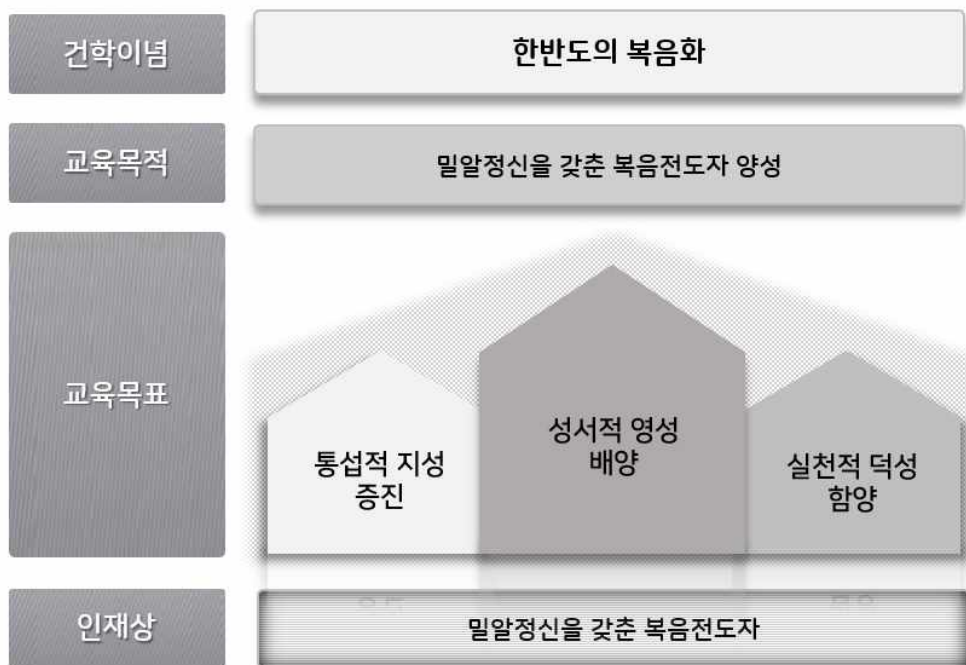 건학이념
한반도의 복음화
교육목적
밀알정신을 갖춘 복음전도자 양성
교육목표
통섭적 지성
증진
성서적 영성
배양
실천적 덕성
함양
인재상
밀알정신을 갖춘 복음전도자